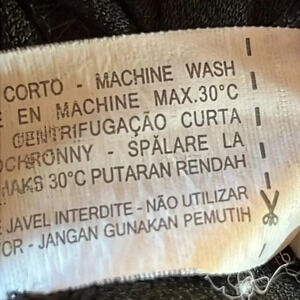 CORTO - MACHINE WASH
E EN MACHINE MAX.30°C
CENTRIFUGAÇÃO CURTA
OCHRONNY - SPĂLARE LA
MAKS 30°C PUTARAN RENDAH
E JAVEL INTERDITE - NÃO UTILIZAR
OR - JANGAN GUNAKAN PEMUTIH